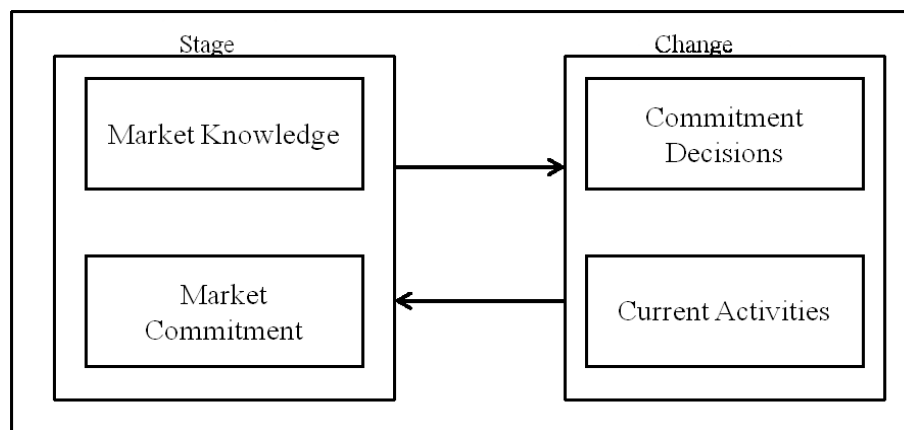 Stage
Change
Market Knowledge
Commitment
Decisions
Market
Commitment
Current Activities